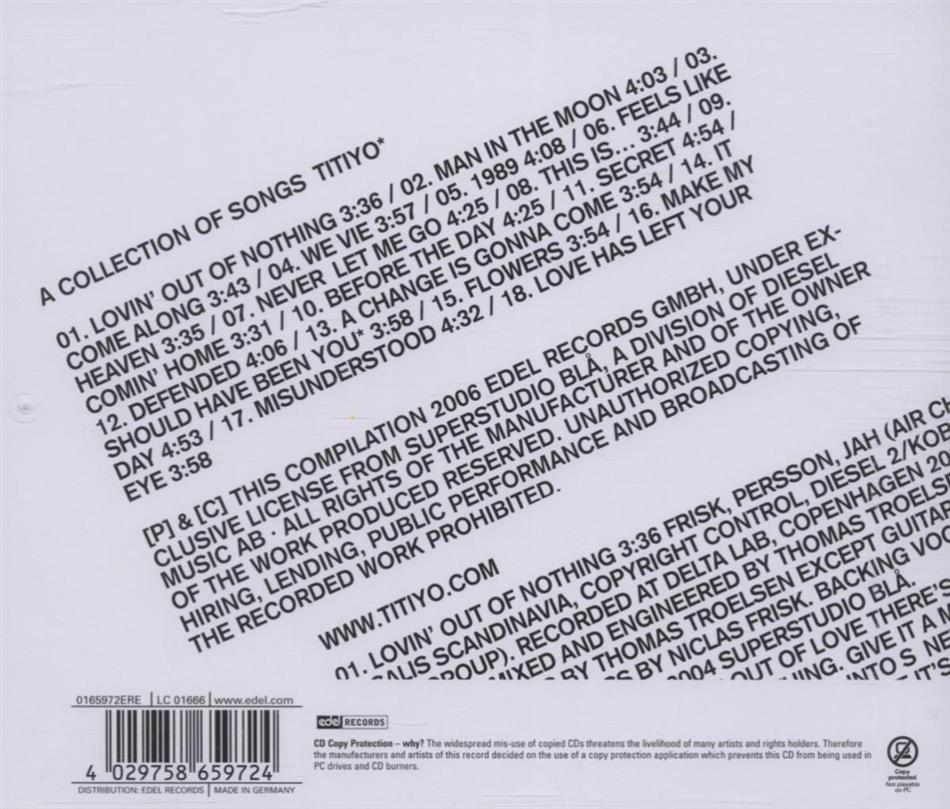 A COLLECTION OF SONGS TITIYO*
01. LOVIN' OUT OF NOTHING 3:36 / 02. MAN IN THE MOON 4:03 / 03.
COME ALONG 3:43 / 04. WE VIE 3:57 / 05. 1989 4:08 / 06. FEELS LIKE
HEAVEN 3:35 / 07. NEVER LET ME GO 4:25 / 08. THIS IS... 3:44 / 09.
COMIN' HOME 3:31 / 10. BEFORE THE DAY 4:25 / 11. SECRET 4:54 /
12. DEFENDED 4:06 / 13. A CHANGE IS GONNA COME 3:54 / 14. IT
SHOULD HAVE BEEN YOU* 3:58 / 15. FLOWERS 3:54 / 16. MAKE MY
DAY 4:53 / 17. MISUNDERSTOOD 4:32 / 18. LOVE HAS LEFT YOUR
EYE 3:58
[P] & [C] THIS COMPILATION 2006 EDEL RECORDS GMBH, UNDER EX-
CLUSIVE LICENSE FROM SUPERSTUDIO BLÅ, A DIVISION OF DIESEL
MUSIC AB · ALL RIGHTS OF THE MANUFACTURER AND OF THE OWNER
OF THE WORK PRODUCED RESERVED. UNAUTHORIZED COPYING,
HIRING, LENDING, PUBLIC PERFORMANCE AND BROADCASTING OF
THE RECORDED WORK PROHIBITED.
WWW.TITIYO.COM
01. LOVIN' OUT OF NOTHING 3:36 FRISK, PERSSON, JAH (AIR
SCANDINAVIA, COPYRIGHT CONTROL, DIESEL 2/
RECORDED AT DELTA LAB, COPENHAGEN
AND ENGINEERED BY THOMAS
BY THOMAS TROELSEN EXCEPT
BY NICLAS FRISK. BACKING
2004 SUPERSTUDIO BLÅ.
OUT OF LOVE THERE'S
GIVE IT A
0165972ERE LC 01666 www.edel.com
4 029758 659724
DISTRIBUTION: EDEL RECORDS MADE IN GERMANY
edel RECORDS
CD Copy Protection – why? The widespread mis-use of copied CDs threatens the livelihood of many artists and rights holders. Therefore
the manufacturers and artists of this record decided on the use of a copy protection application which prevents this CD from being used in
PC drives and CD burners.
Copy
protected
Not playable
on PC